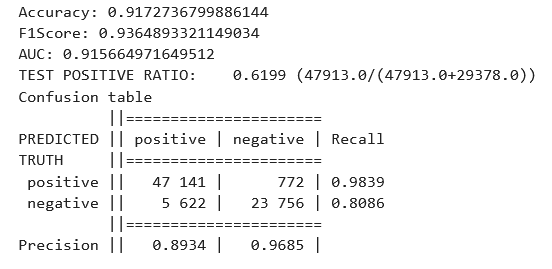 Accuracy: 0.9172736799886144
F1Score: 0.9364893321149034
AUC: 0.915664971649512
TEST POSITIVE RATIO:    0.6199 (47913.0/(47913.0+29378.0))
Confusion table
          ||======================
PREDICTED || positive | negative | Recall
TRUTH     ||======================
 positive ||   47 141 |      772 | 0.9839
 negative ||    5 622 |   23 756 | 0.8086
          ||======================
Precision ||   0.8934 |   0.9685 |